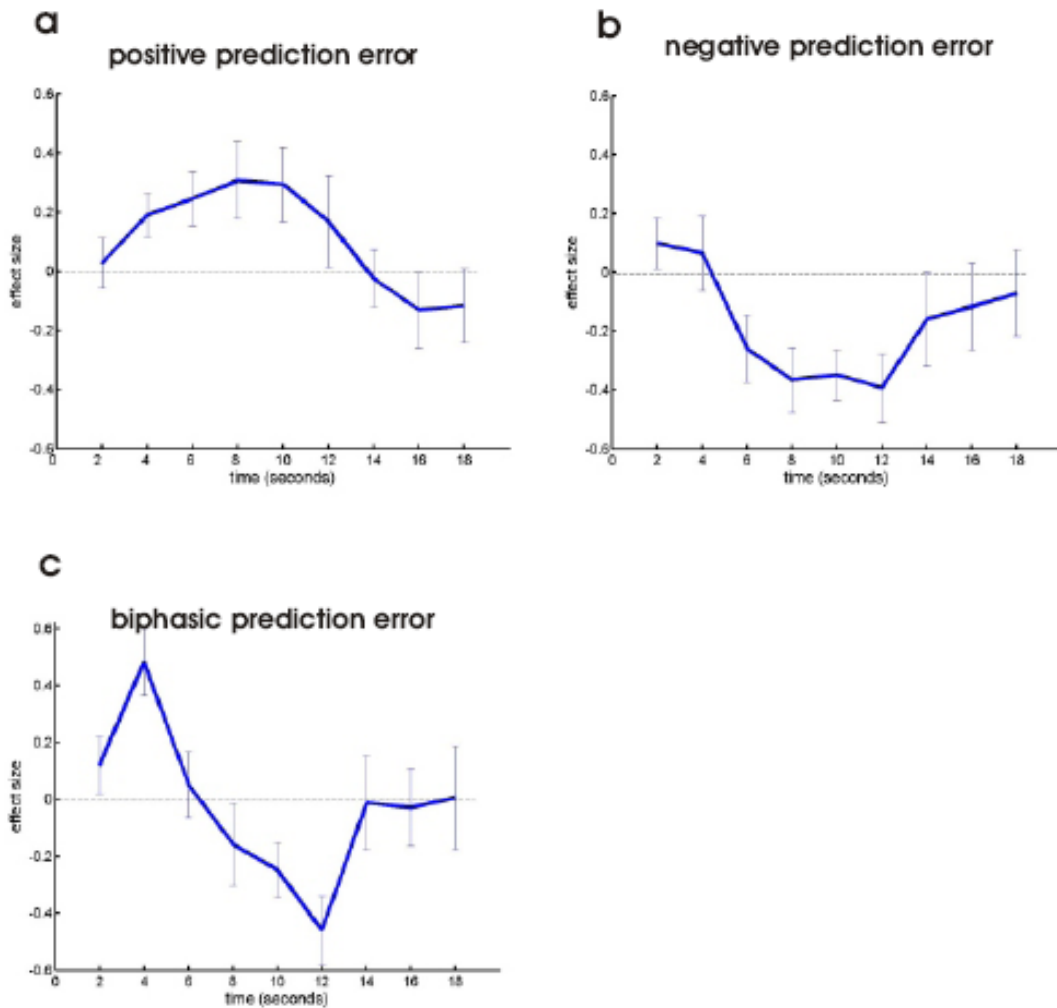 a
positive prediction error
0.6
0.4
0.2
0
-0.2
-0.4
-0.6
effect size
0 2 4 6 8 10 12 14 16 18
time (seconds)
b
negative prediction error
0.6
0.4
0.2
0
-0.2
-0.4
-0.6
effect size
0 2 4 6 8 10 12 14 16 18
time (seconds)
c
biphasic prediction error
0.6
0.4
0.2
0
-0.2
-0.4
-0.6
effect size
0 2 4 6 8 10 12 14 16 18
time (seconds)